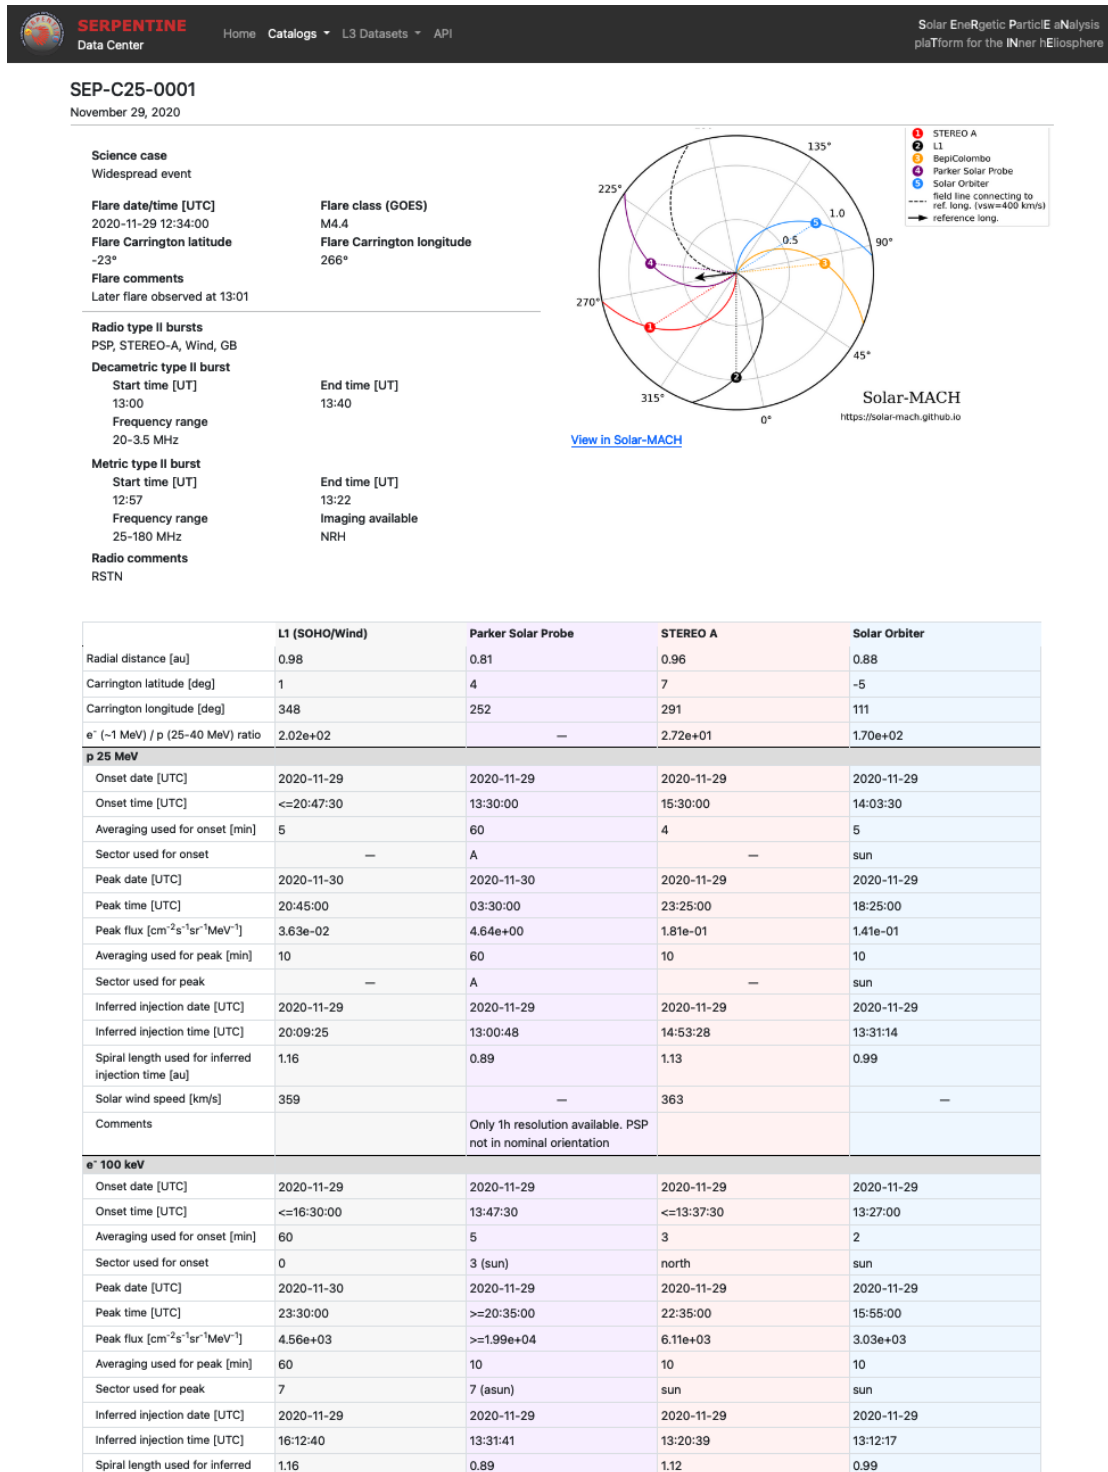 SERPENTINE
Data Center
Home Catalogs L3 Datasets API
Solar EneRgetic ParticlE aNalysis
plaTform for the INner hEliosphere
SEP-C25-0001
November 29, 2020
Science case
Widespread event
Flare date/time [UTC] Flare class (GOES)
2020-11-29 12:34:00 M4.4
Flare Carrington latitude Flare Carrington longitude
-23° 266°
Flare comments
Later flare observed at 13:01
Radio type II bursts
PSP, STEREO-A, Wind, GB
Decametric type II burst
Start time [UT] End time [UT]
13:00 13:40
Frequency range
20-3.5 MHz
Metric type II burst
Start time [UT] End time [UT]
12:57 13:22
Frequency range Imaging available
25-180 MHz NRH
Radio comments
RSTN
135°
225°
1.0
0.5
90°
270°
45°
315°
0°
1
2
3
4
5
1 STEREO A
2 L1
3 BepiColombo
4 Parker Solar Probe
5 Solar Orbiter
field line connecting to
ref. long. (vsw=400 km/s)
reference long.
Solar-MACH
https://solar-mach.github.io
View in Solar-MACH
L1 (SOHO/Wind) Parker Solar Probe STEREO A Solar Orbiter
Radial distance [au] 0.98 0.81 0.96 0.88
Carrington latitude [deg] 1 4 7 -5
Carrington longitude [deg] 348 252 291 111
e⁻ (~1 MeV) / p (25-40 MeV) ratio 2.02e+02 — 2.72e+01 1.70e+02
p 25 MeV
Onset date [UTC] 2020-11-29 2020-11-29 2020-11-29 2020-11-29
Onset time [UTC] <=20:47:30 13:30:00 15:30:00 14:03:30
Averaging used for onset [min] 5 60 4 5
Sector used for onset — A — sun
Peak date [UTC] 2020-11-30 2020-11-30 2020-11-29 2020-11-29
Peak time [UTC] 20:45:00 03:30:00 23:25:00 18:25:00
Peak flux [cm⁻²s⁻¹sr⁻¹MeV⁻¹] 3.63e-02 4.64e+00 1.81e-01 1.41e-01
Averaging used for peak [min] 10 60 10 10
Sector used for peak — A — sun
Inferred injection date [UTC] 2020-11-29 2020-11-29 2020-11-29 2020-11-29
Inferred injection time [UTC] 20:09:25 13:00:48 14:53:28 13:31:14
Spiral length used for inferred 1.16 0.89 1.13 0.99
injection time [au]
Solar wind speed [km/s] 359 — 363 —
Comments Only 1h resolution available. PSP
not in nominal orientation
e⁻ 100 keV
Onset date [UTC] 2020-11-29 2020-11-29 2020-11-29 2020-11-29
Onset time [UTC] <=16:30:00 13:47:30 <=13:37:30 13:27:00
Averaging used for onset [min] 60 5 3 2
Sector used for onset 0 3 (sun) north sun
Peak date [UTC] 2020-11-30 2020-11-29 2020-11-29 2020-11-29
Peak time [UTC] 23:30:00 >=20:35:00 22:35:00 15:55:00
Peak flux [cm⁻²s⁻¹sr⁻¹MeV⁻¹] 4.56e+03 >=1.99e+04 6.11e+03 3.03e+03
Averaging used for peak [min] 60 10 10 10
Sector used for peak 7 7 (asun) sun sun
Inferred injection date [UTC] 2020-11-29 2020-11-29 2020-11-29 2020-11-29
Inferred injection time [UTC] 16:12:40 13:31:41 13:20:39 13:12:17
Spiral length used for inferred 1.16 0.89 1.12 0.99